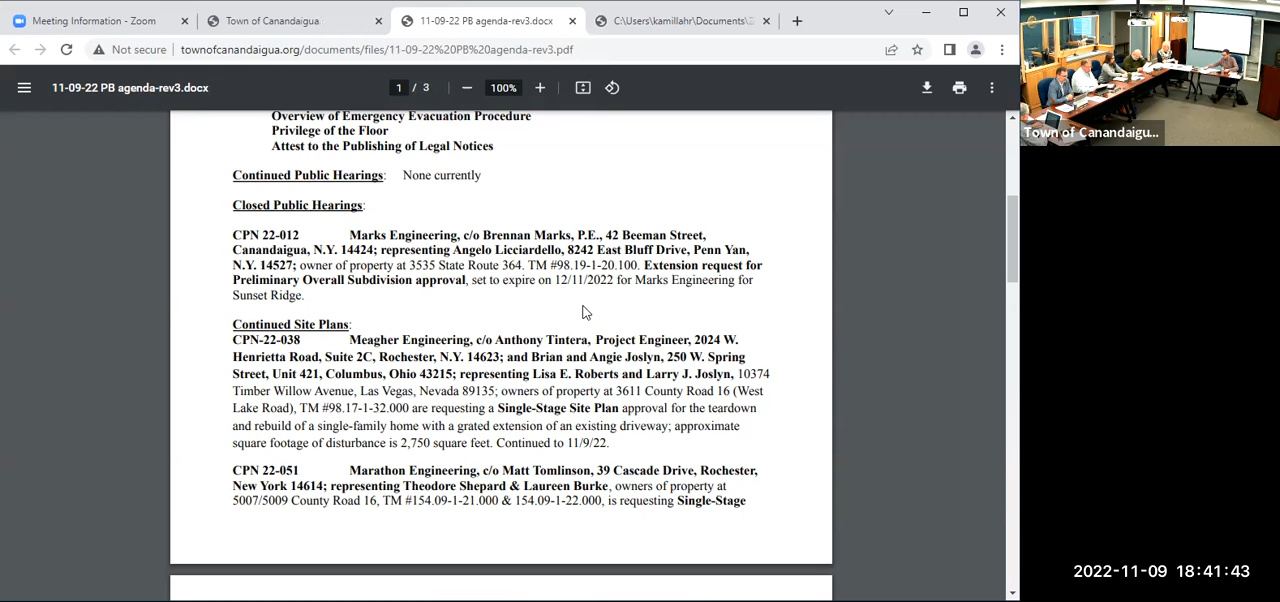 Meeting Information - Zoom
Town of Canandaigua
11-09-22 PB agenda-rev3.docx
C:\Users\kamillahr\Documents\
Not secure
townofcanandaigua.org/documents/files/11-09-22%20PB%20agenda-rev3.pdf
11-09-22 PB agenda-rev3.docx
1 / 3
100%
Overview of Emergency Evacuation Procedure
Privilege of the Floor
Attest to the Publishing of Legal Notices
Continued Public Hearings: None currently
Closed Public Hearings:
CPN 22-012 Marks Engineering, c/o Brennan Marks, P.E., 42 Beeman Street,
Canandaigua, N.Y. 14424; representing Angelo Licciardello, 8242 East Bluff Drive, Penn Yan,
N.Y. 14527; owner of property at 3535 State Route 364. TM #98.19-1-20.100. Extension request for
Preliminary Overall Subdivision approval, set to expire on 12/11/2022 for Marks Engineering for
Sunset Ridge.
Continued Site Plans:
CPN-22-038 Meagher Engineering, c/o Anthony Tintera, Project Engineer, 2024 W.
Henrietta Road, Suite 2C, Rochester, N.Y. 14623; and Brian and Angie Joslyn, 250 W. Spring
Street, Unit 421, Columbus, Ohio 43215; representing Lisa E. Roberts and Larry J. Joslyn, 10374
Timber Willow Avenue, Las Vegas, Nevada 89135; owners of property at 3611 County Road 16 (West
Lake Road), TM #98.17-1-32.000 are requesting a Single-Stage Site Plan approval for the teardown
and rebuild of a single-family home with a grated extension of an existing driveway; approximate
square footage of disturbance is 2,750 square feet. Continued to 11/9/22.
CPN 22-051 Marathon Engineering, c/o Matt Tomlinson, 39 Cascade Drive, Rochester,
New York 14614; representing Theodore Shepard & Laureen Burke, owners of property at
5007/5009 County Road 16, TM #154.09-1-21.000 & 154.09-1-22.000, is requesting Single-Stage
Town of Canandaigu...
2022-11-09 18:41:43